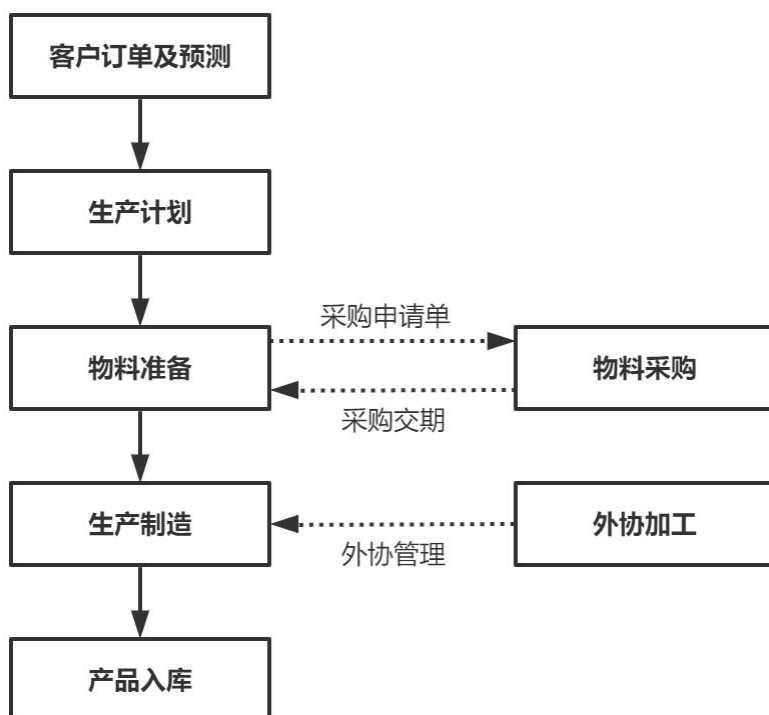 客户订单及预测
生产计划
采购申请单
物料准备
物料采购
采购交期
生产制造
外协加工
外协管理
产品入库